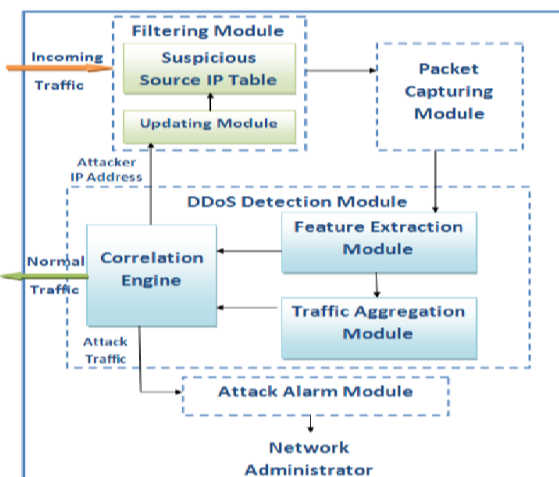 Filtering Module
Incoming
Traffic
Suspicious
Source IP Table
Updating Module
Packet
Capturing
Module
Attacker
IP Address
DDoS Detection Module
Feature Extraction
Module
Correlation
Engine
Normal
Traffic
Traffic Aggregation
Module
Attack
Traffic
Attack Alarm Module
Network
Administrator